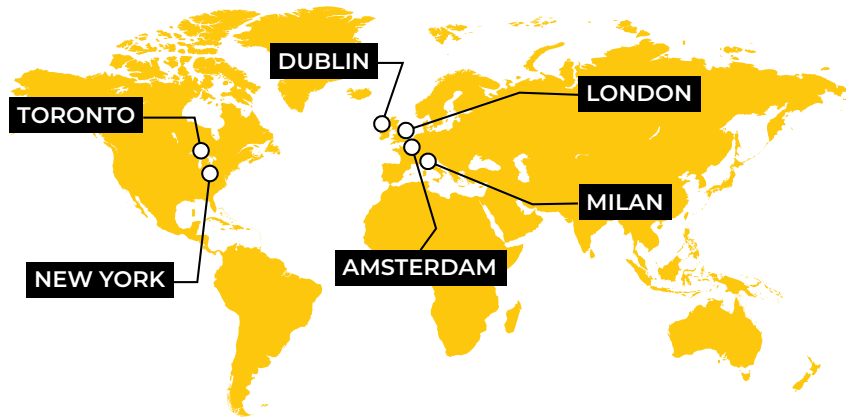 DUBLIN
LONDON
TORONTO
MILAN
AMSTERDAM
NEW YORK